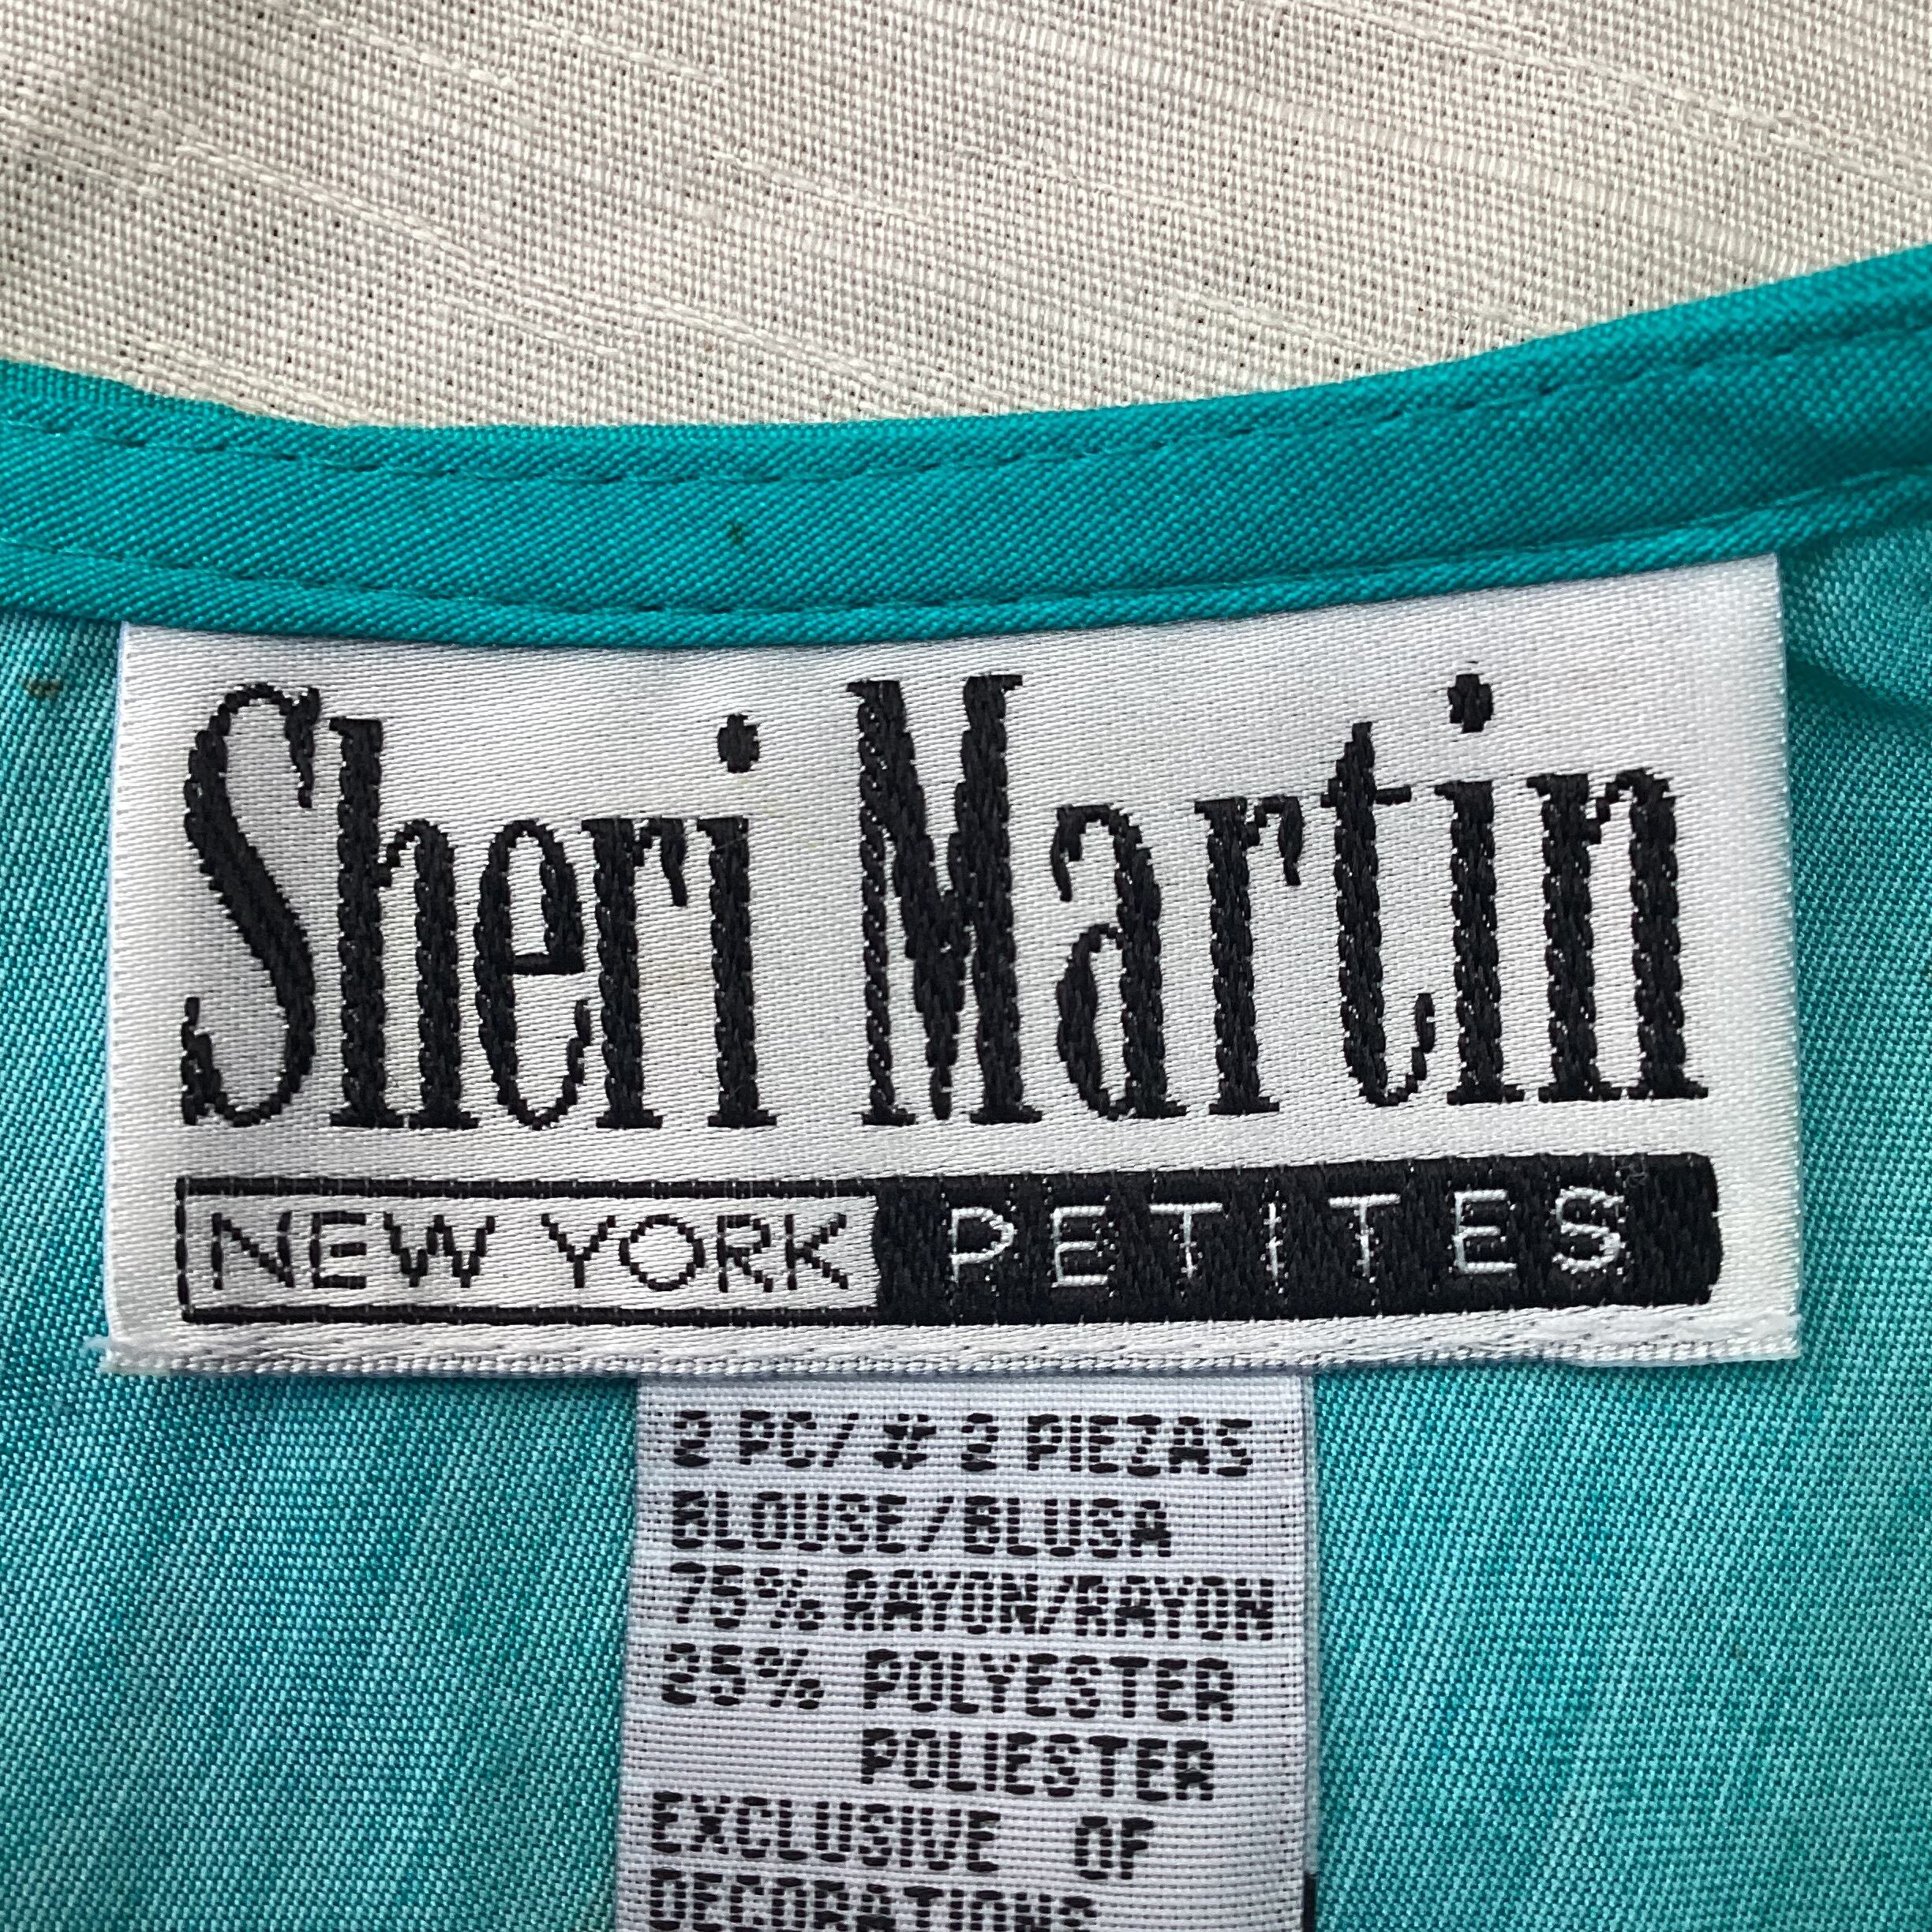 Sheri Martin
NEW YORK PETITES
2 PC/# 2 PIEZAS
BLOUSE/BLUSA
75% RAYON/RAYON
25% POLYESTER
POLIESTER
EXCLUSIVE OF
DECORATIONS